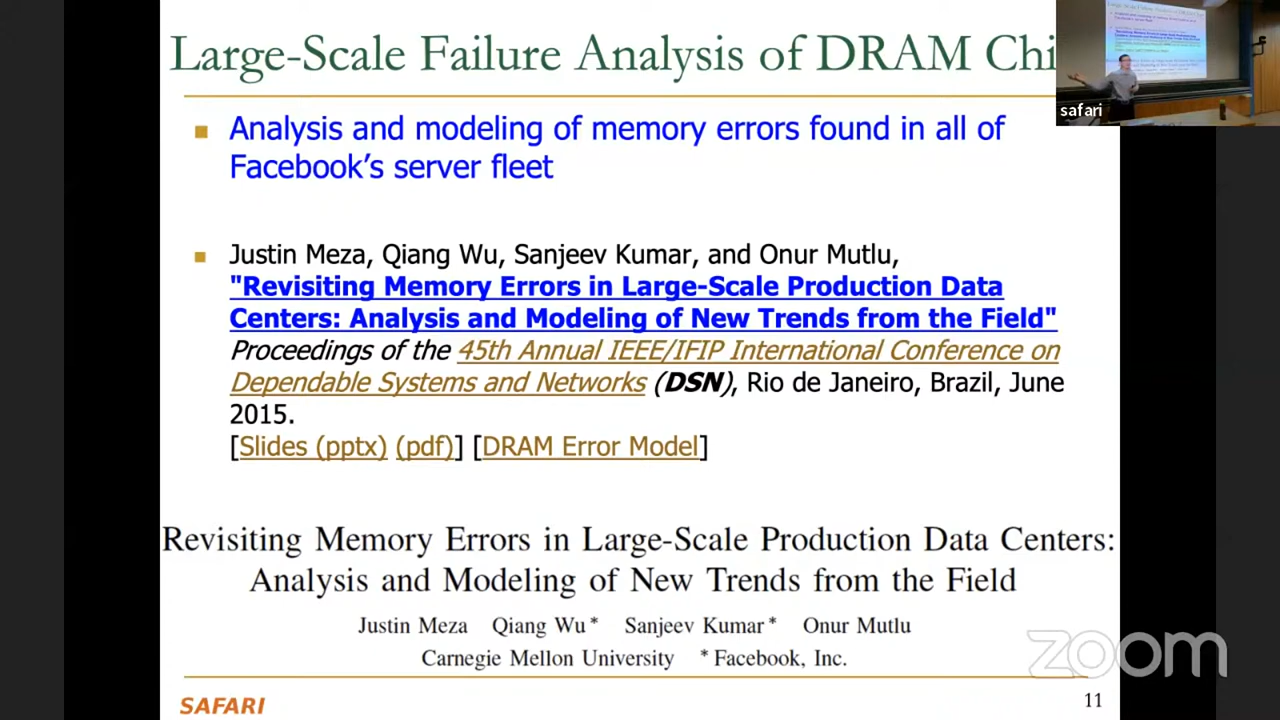 Large-Scale Failure Analysis of DRAM Chi
safari
Analysis and modeling of memory errors found in all of
Facebook’s server fleet
Justin Meza, Qiang Wu, Sanjeev Kumar, and Onur Mutlu,
"Revisiting Memory Errors in Large-Scale Production Data
Centers: Analysis and Modeling of New Trends from the Field"
Proceedings of the 45th Annual IEEE/IFIP International Conference on
Dependable Systems and Networks (DSN), Rio de Janeiro, Brazil, June
2015.
[Slides (pptx) (pdf)] [DRAM Error Model]
Revisiting Memory Errors in Large-Scale Production Data Centers:
Analysis and Modeling of New Trends from the Field
Justin Meza Qiang Wu* Sanjeev Kumar* Onur Mutlu
Carnegie Mellon University *Facebook, Inc.
zoom
SAFARI
11